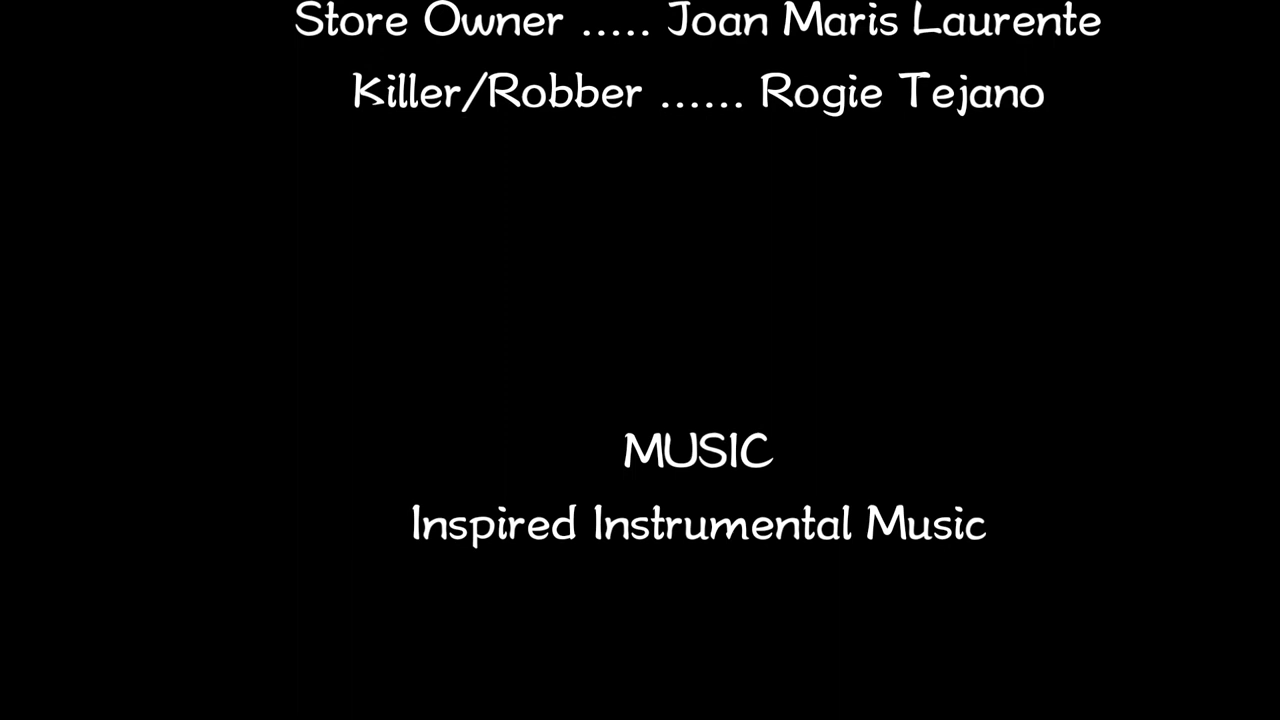 Store Owner ..... Joan Maris Laurente
Killer/Robber ...... Rogie Tejano
MUSIC
Inspired Instrumental Music